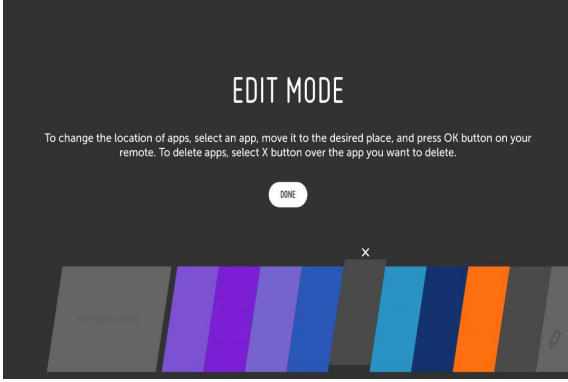 EDIT MODE
To change the location of apps, select an app, move it to the desired place, and press OK button on your
remote. To delete apps, select X button over the app you want to delete.
DONE
X